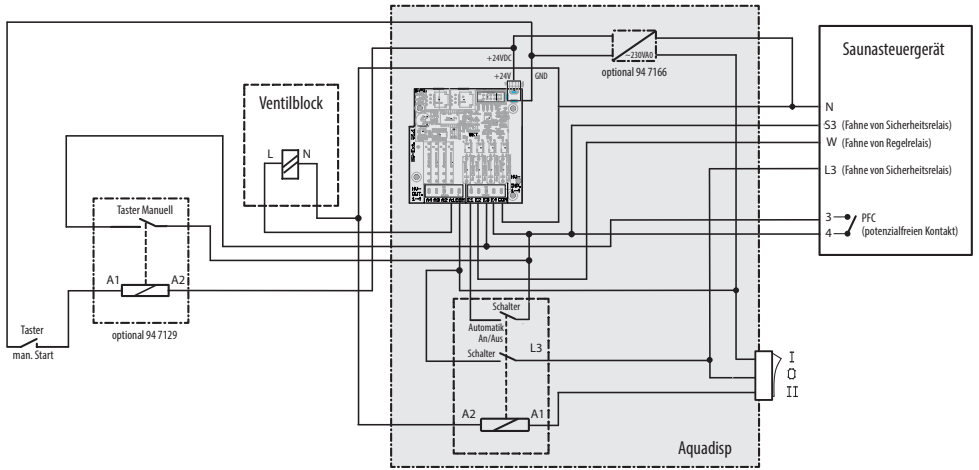 Saunasteuergerät
N
S3 (Fahne von Sicherheitsrelais)
W (Fahne von Regelrelais)
L3 (Fahne von Sicherheitsrelais)
3
4
PFC
(potenzialfreien Kontakt)
~230VA0
optional 94 7166
+24VDC
+24V
GND
Ventilblock
L
N
Taster Manuell
A1
A2
optional 94 7129
Taster
man. Start
Schalter
Automatik
An/Aus
Schalter
L3
A2
A1
I
O
II
Aquadisp